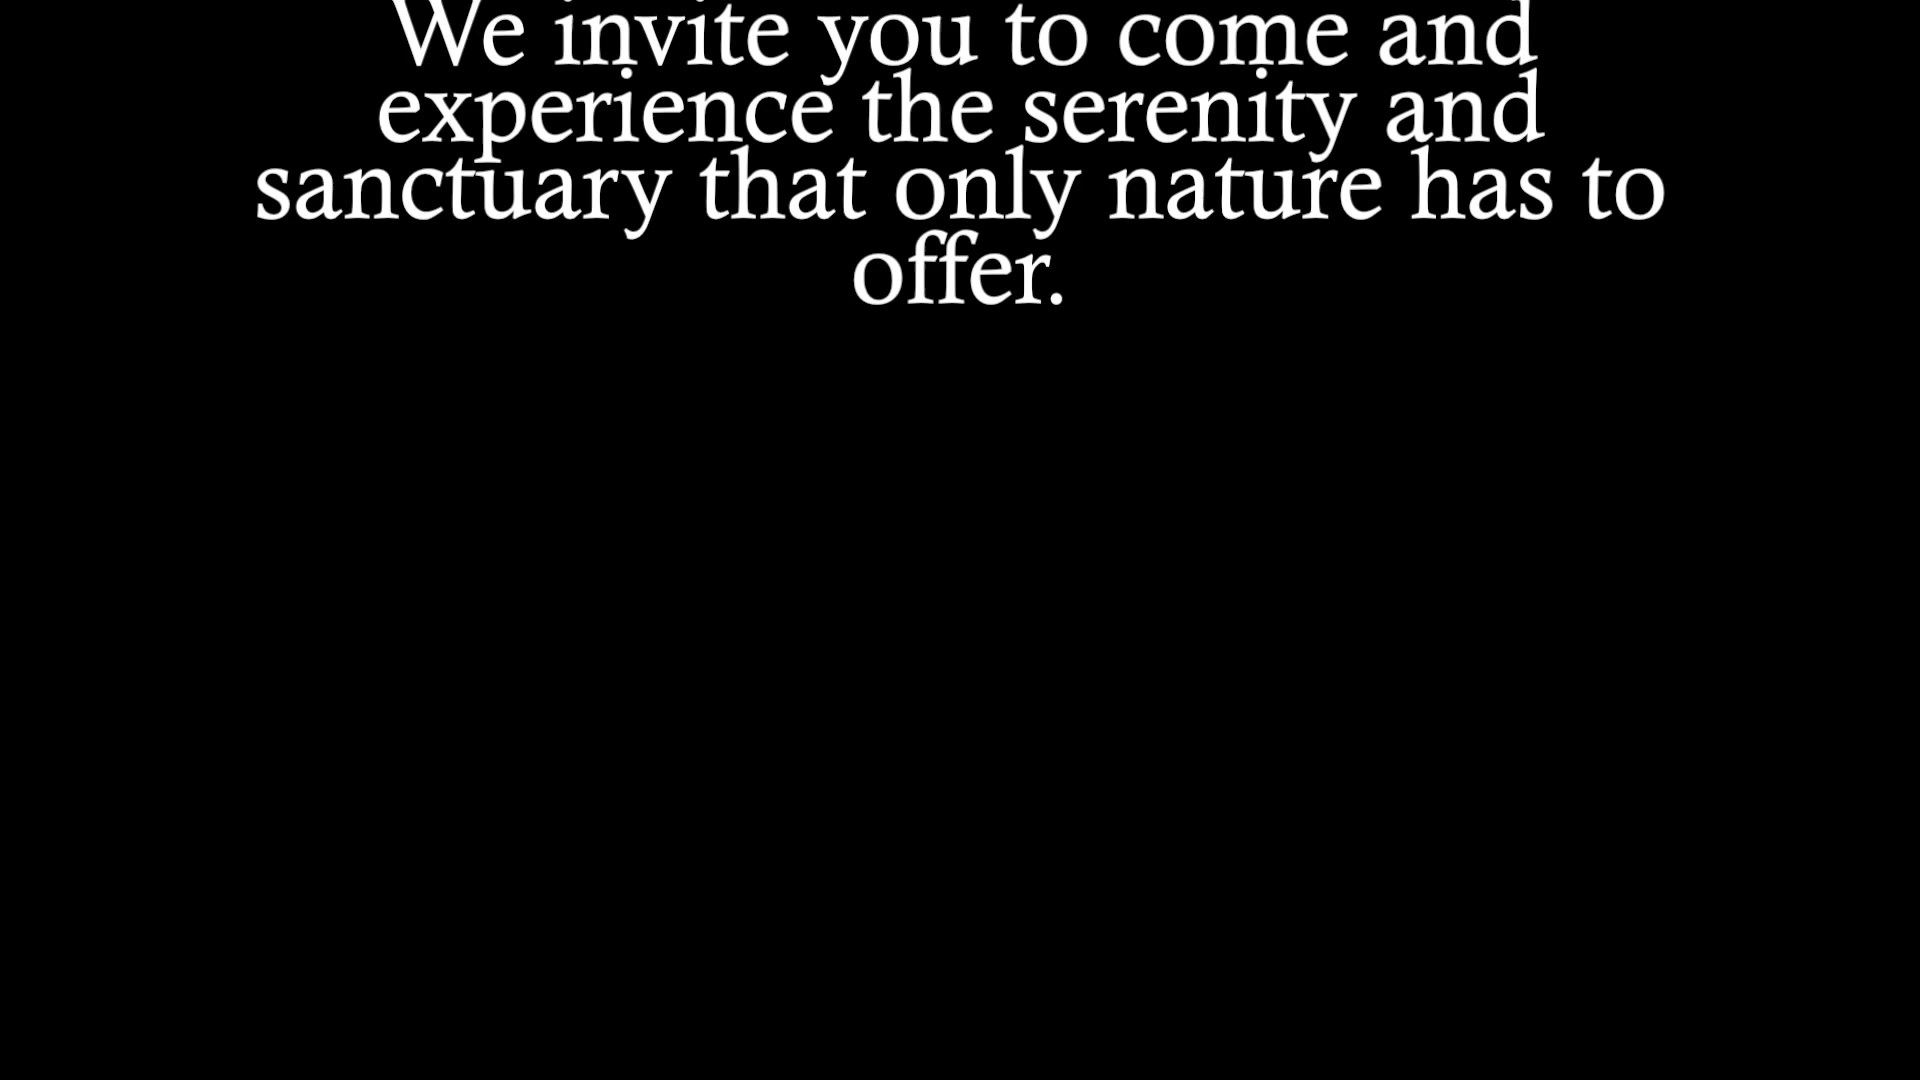 We invite you to come and
experience the serenity and
sanctuary that only nature has to
offer.